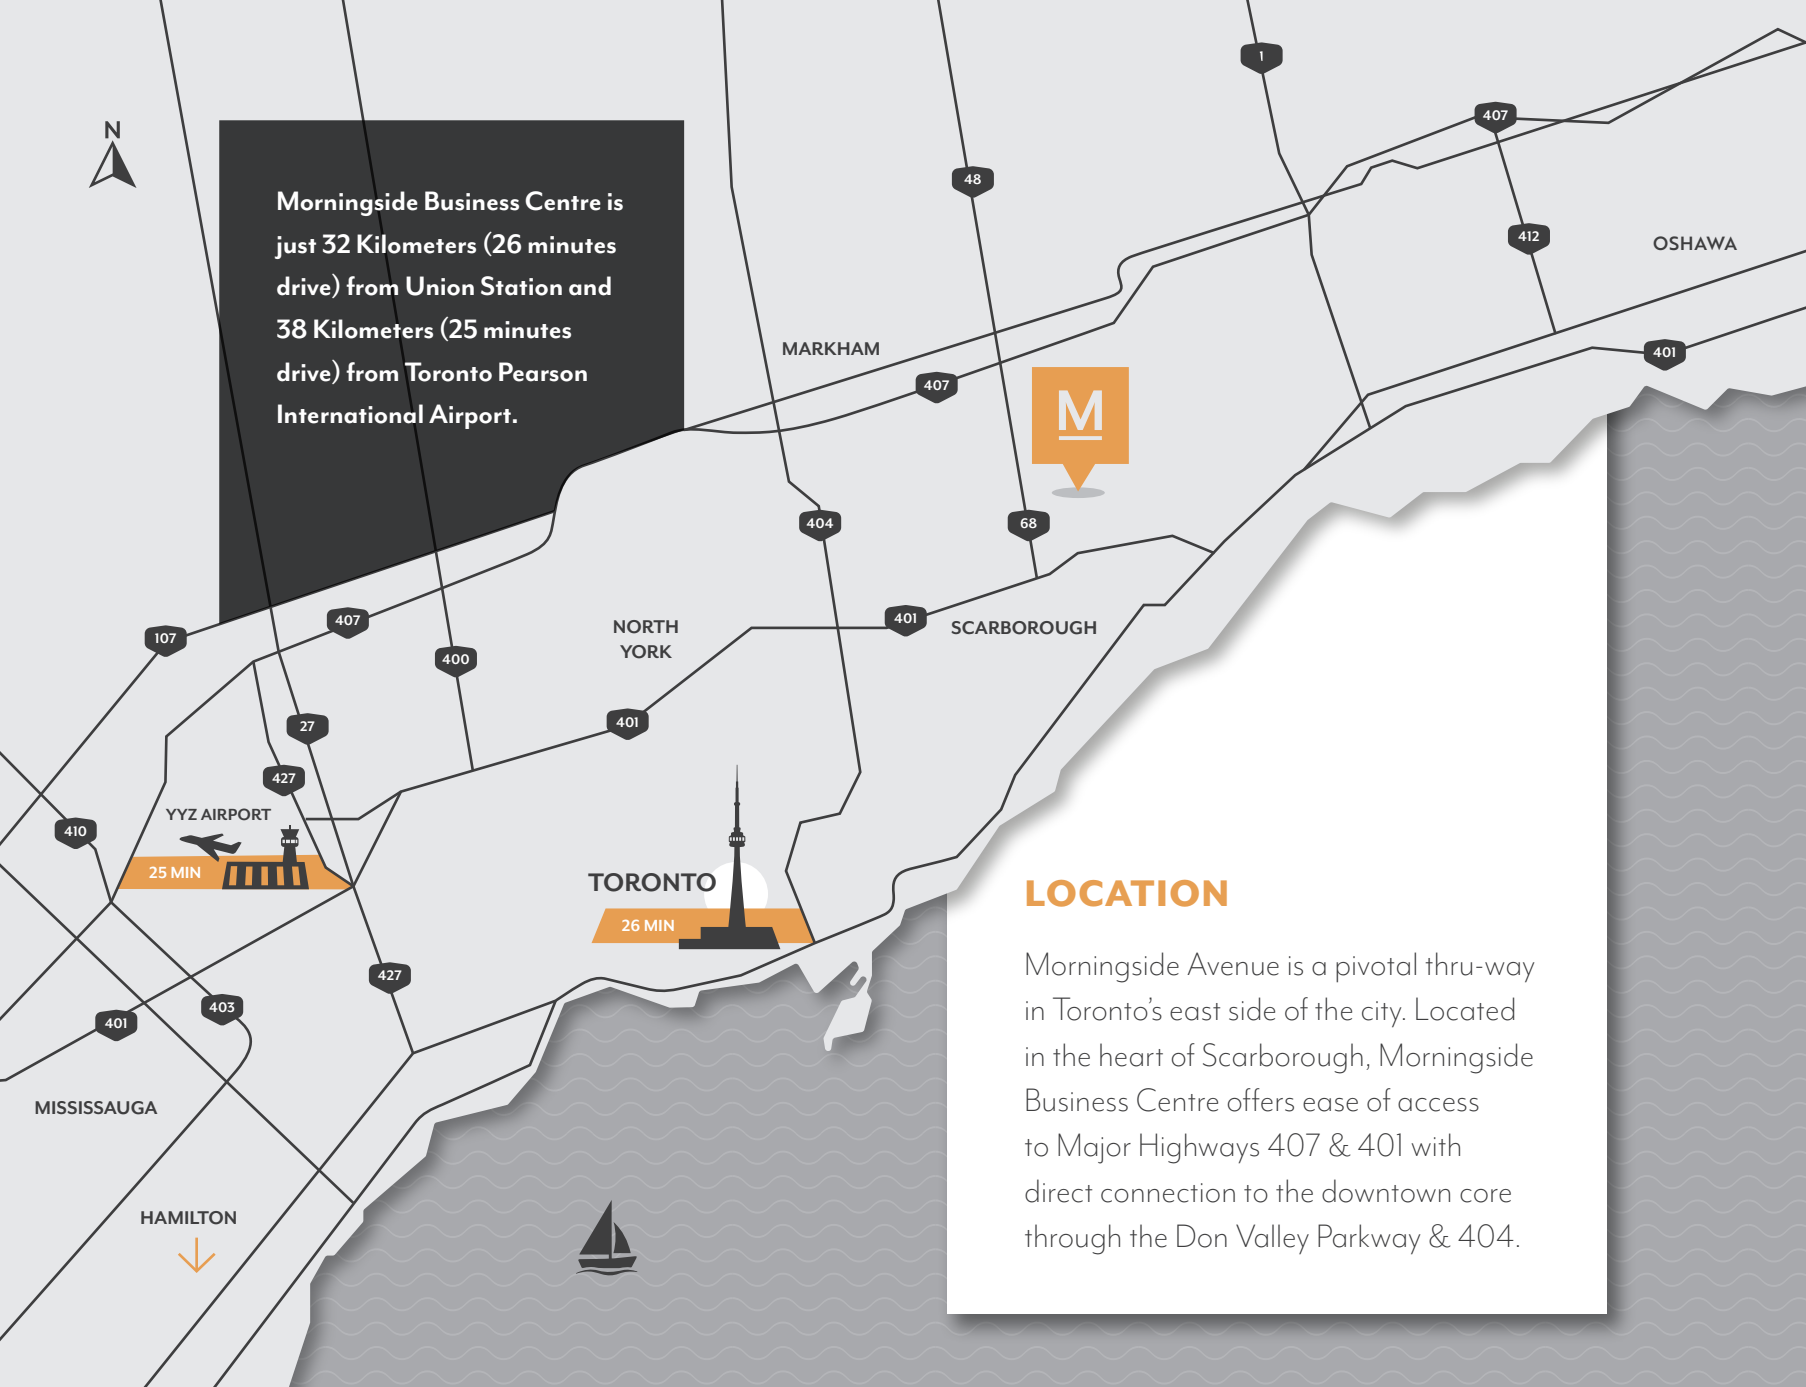 1
407
N
48
Morningside Business Centre is
just 32 Kilometers (26 minutes
drive) from Union Station and
38 Kilometers (25 minutes
drive) from Toronto Pearson
International Airport.
412
OSHAWA
MARKHAM
401
407
M
404
68
107
407
NORTH
YORK
401
SCARBOROUGH
400
27
401
427
YYZ AIRPORT
410
25 MIN
TORONTO
26 MIN
427
403
401
MISSISSAUGA
HAMILTON
LOCATION
Morningside Avenue is a pivotal thru-way
in Toronto's east side of the city. Located
in the heart of Scarborough, Morningside
Business Centre offers ease of access
to Major Highways 407 & 401 with
direct connection to the downtown core
through the Don Valley Parkway & 404.